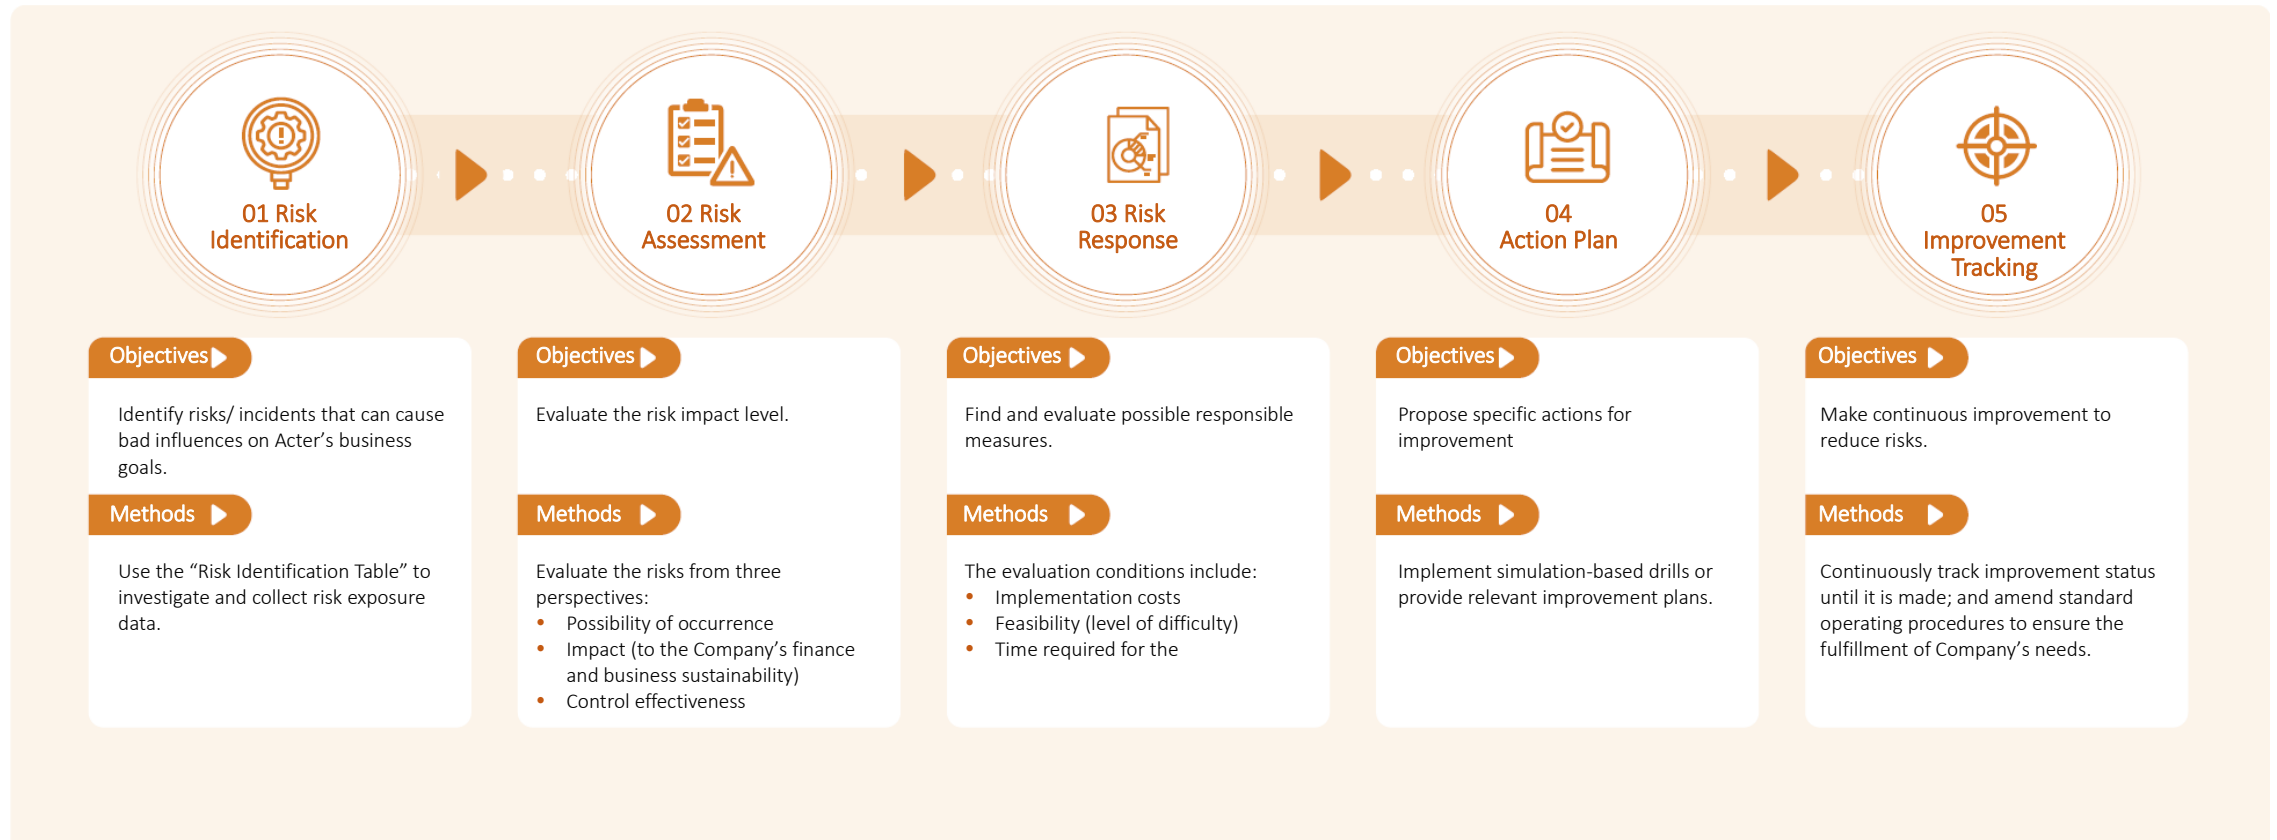 01 Risk
Identification
02 Risk
Assessment
03 Risk
Response
04
Action Plan
05
Improvement
Tracking
Objectives
Identify risks/ incidents that can cause
bad influences on Acter’s business
goals.
Methods
Use the “Risk Identification Table” to
investigate and collect risk exposure
data.
Objectives
Evaluate the risk impact level.
Methods
Evaluate the risks from three
perspectives:
• Possibility of occurrence
• Impact (to the Company’s finance
and business sustainability)
• Control effectiveness
Objectives
Find and evaluate possible responsible
measures.
Methods
The evaluation conditions include:
• Implementation costs
• Feasibility (level of difficulty)
• Time required for the
Objectives
Propose specific actions for
improvement
Methods
Implement simulation-based drills or
provide relevant improvement plans.
Objectives
Make continuous improvement to
reduce risks.
Methods
Continuously track improvement status
until it is made; and amend standard
operating procedures to ensure the
fulfillment of Company’s needs.